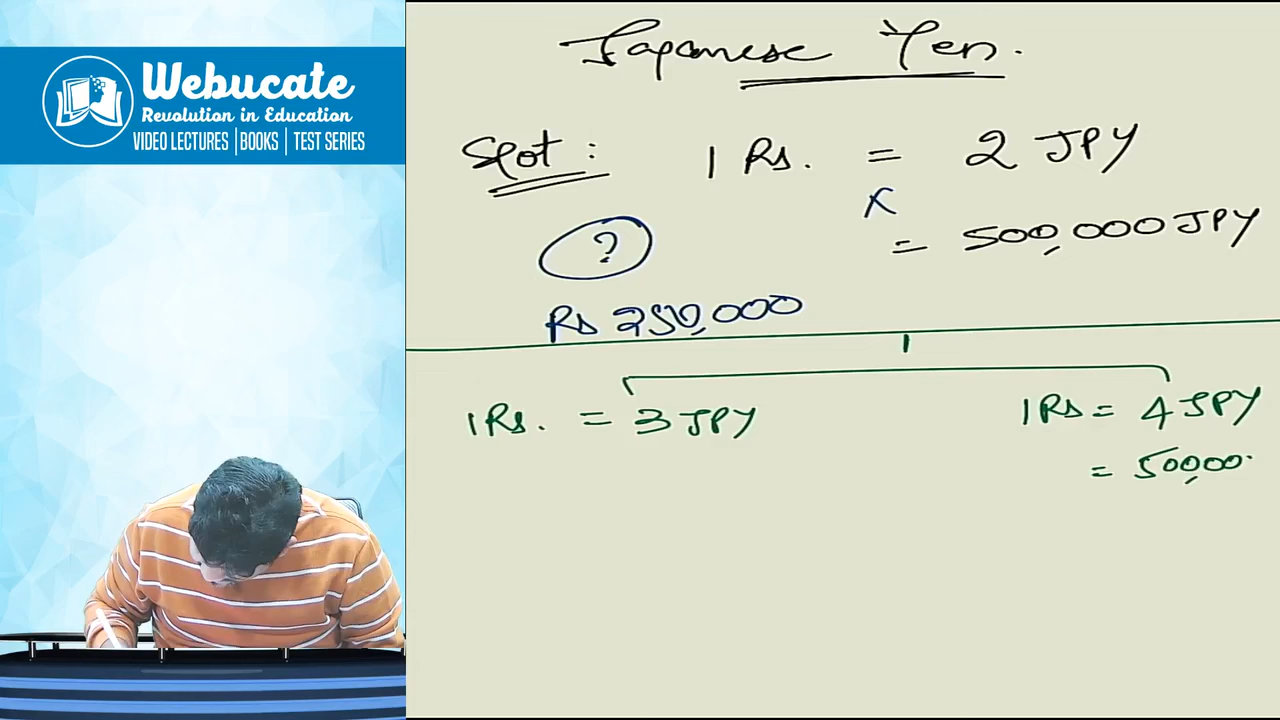 Webucate
Revolution in Education
VIDEO LECTURES | BOOKS | TEST SERIES
Japanese Yen.
Spot : 1 Rs. = 2 JPY
x
? = 500,000 JPY
Rs 250,000
1 Rs. = 3 JPY 1 Rs = 4 JPY
= 500,00